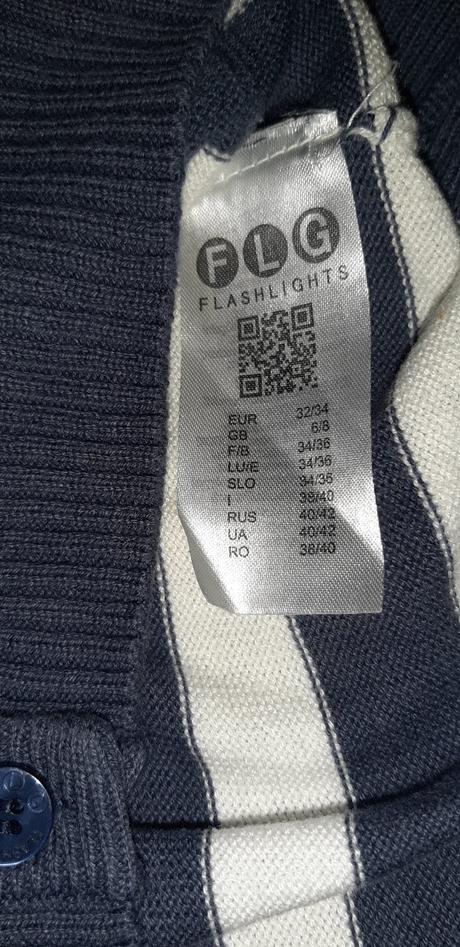 FLG
FLASHLIGHTS
EUR 32/34
GB 6/8
F/B 34/36
LU/E 34/36
SLO 34/36
I 38/40
RUS 40/42
UA 40/42
RO 38/40